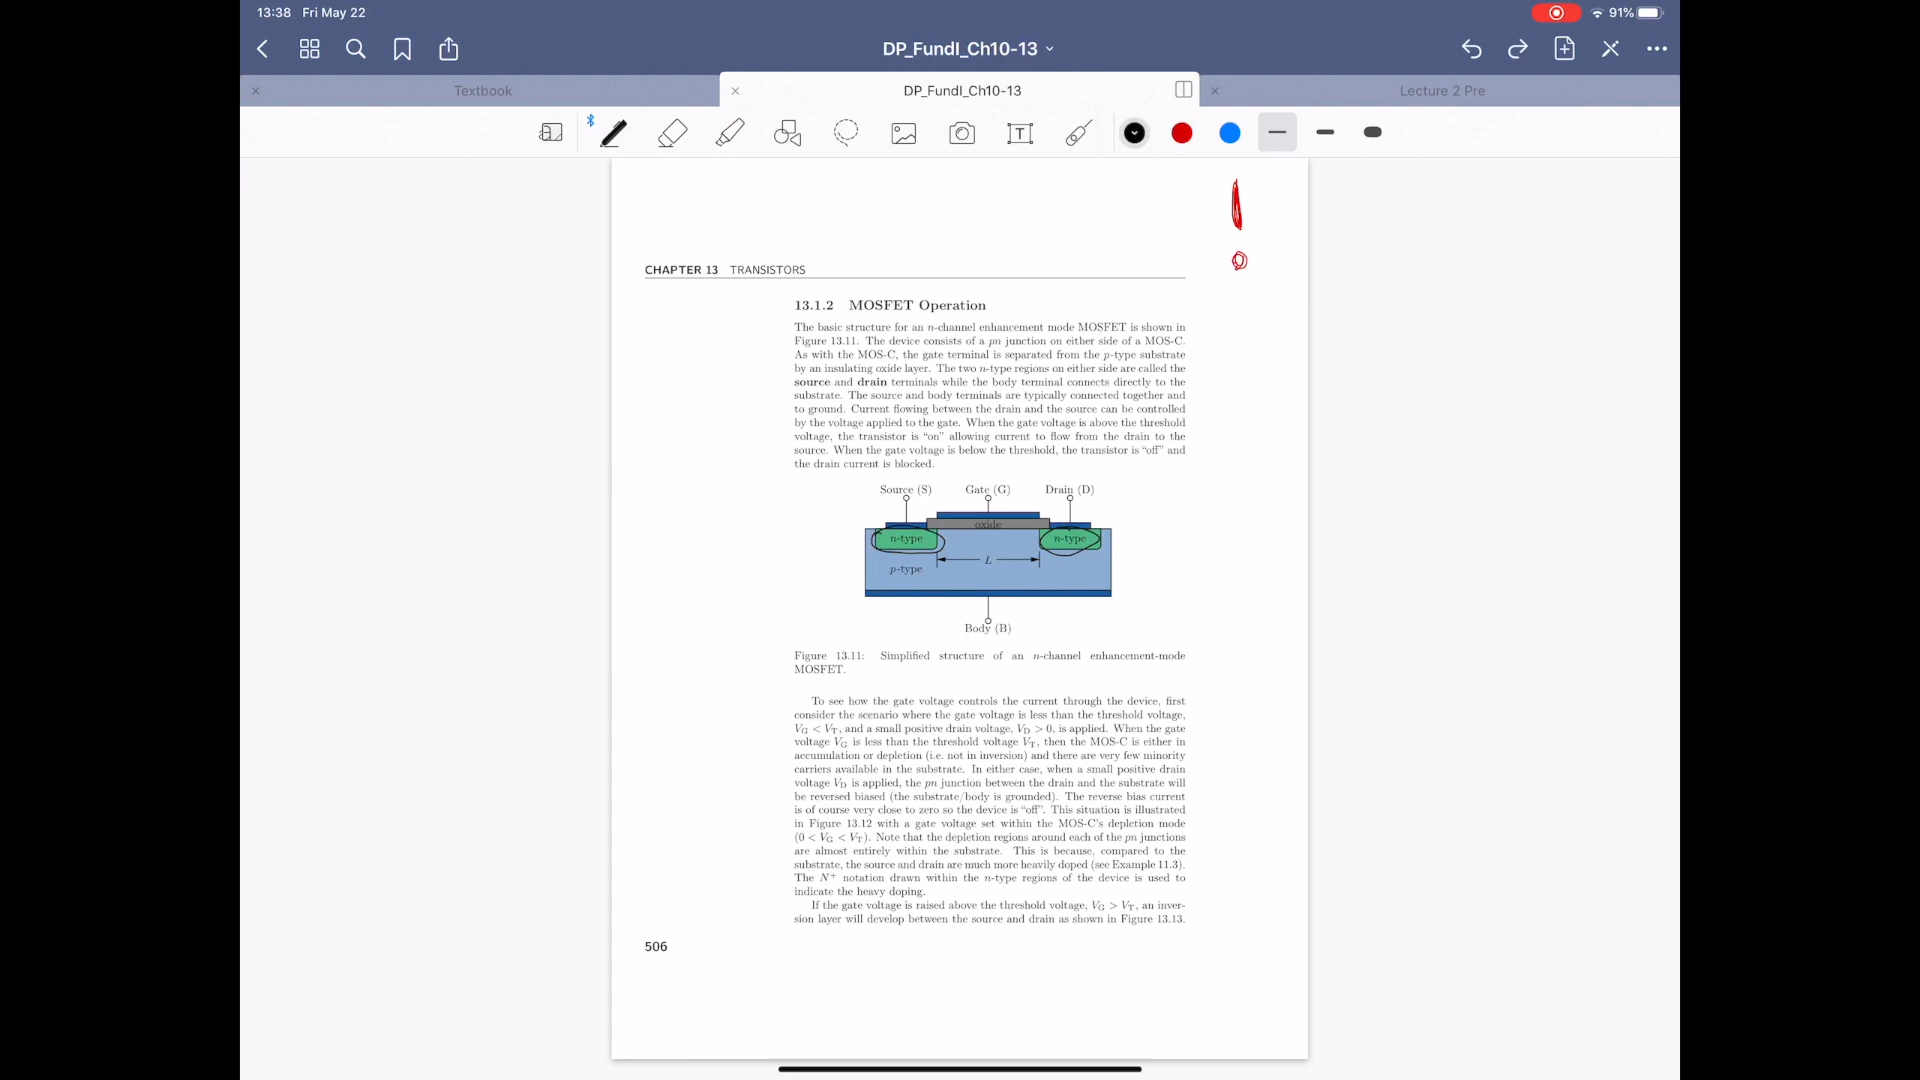 13:38 Fri May 22
91%
DP_FundI_Ch10-13
Textbook
DP_FundI_Ch10-13
Lecture 2 Pre
T
CHAPTER 13 TRANSISTORS
13.1.2 MOSFET Operation
The basic structure for an n-channel enhancement mode MOSFET is shown in
Figure 13.11. The device consists of a pn junction on either side of a MOS-C.
As with the MOS-C, the gate terminal is separated from the p-type substrate
by an insulating oxide layer. The two n-type regions on either side are called the
source and drain terminals while the body terminal connects directly to the
substrate. The source and body terminals are typically connected together and
to ground. Current flowing between the drain and the source can be controlled
by the voltage applied to the gate. When the gate voltage is above the threshold
voltage, the transistor is “on” allowing current to flow from the drain to the
source. When the gate voltage is below the threshold, the transistor is “off” and
the drain current is blocked.
Source (S) Gate (G) Drain (D)
oxide
n-type n-type
L
p-type
Body (B)
Figure 13.11: Simplified structure of an n-channel enhancement-mode
MOSFET.
To see how the gate voltage controls the current through the device, first
consider the scenario where the gate voltage is less than the threshold voltage,
VG < VT, and a small positive drain voltage, VD > 0, is applied. When the gate
voltage VG is less than the threshold voltage VT, then the MOS-C is either in
accumulation or depletion (i.e. not in inversion) and there are very few minority
carriers available in the substrate. In either case, when a small positive drain
voltage VD is applied, the pn junction between the drain and the substrate will
be reversed biased (the substrate/body is grounded). The reverse bias current
is of course very close to zero so the device is “off”. This situation is illustrated
in Figure 13.12 with a gate voltage set within the MOS-C's depletion mode
(0 < VG < VT). Note that the depletion regions around each of the pn junctions
are almost entirely within the substrate. This is because, compared to the
substrate, the source and drain are much more heavily doped (see Example 11.3).
The N+ notation drawn within the n-type regions of the device is used to
indicate the heavy doping.
If the gate voltage is raised above the threshold voltage, VG > VT, an inver-
sion layer will develop between the source and drain as shown in Figure 13.13.
506